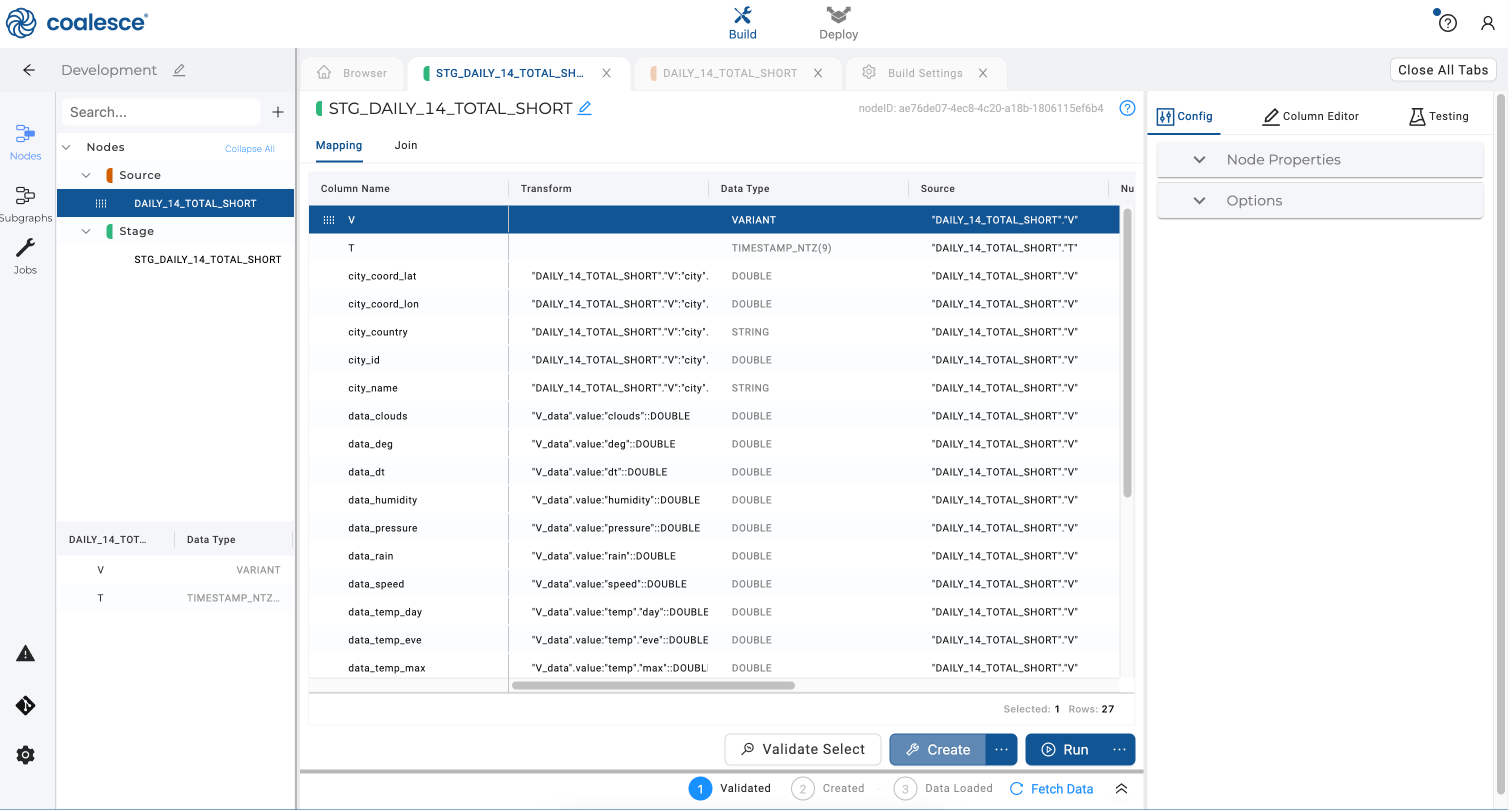 coalesce
Build
Deploy
Development
Browser
STG_DAILY_14_TOTAL_SH...
DAILY_14_TOTAL_SHORT
Build Settings
Close All Tabs
Search...
Nodes
Collapse All
Source
DAILY_14_TOTAL_SHORT
Stage
STG_DAILY_14_TOTAL_SHORT
Nodes
Subgraphs
Jobs
DAILY_14_TOT... Data Type
V VARIANT
T TIMESTAMP_NTZ...
STG_DAILY_14_TOTAL_SHORT
nodeID: ae76de07-4ec8-4c20-a18b-1806115ef6b4
Mapping Join
Column Name Transform Data Type Source Nu
V VARIANT "DAILY_14_TOTAL_SHORT"."V"
T TIMESTAMP_NTZ(9) "DAILY_14_TOTAL_SHORT"."T"
city_coord_lat "DAILY_14_TOTAL_SHORT"."V":"city". DOUBLE "DAILY_14_TOTAL_SHORT"."V"
city_coord_lon "DAILY_14_TOTAL_SHORT"."V":"city". DOUBLE "DAILY_14_TOTAL_SHORT"."V"
city_country "DAILY_14_TOTAL_SHORT"."V":"city". STRING "DAILY_14_TOTAL_SHORT"."V"
city_id "DAILY_14_TOTAL_SHORT"."V":"city". DOUBLE "DAILY_14_TOTAL_SHORT"."V"
city_name "DAILY_14_TOTAL_SHORT"."V":"city". STRING "DAILY_14_TOTAL_SHORT"."V"
data_clouds "V_data".value:"clouds"::DOUBLE DOUBLE "DAILY_14_TOTAL_SHORT"."V"
data_deg "V_data".value:"deg"::DOUBLE DOUBLE "DAILY_14_TOTAL_SHORT"."V"
data_dt "V_data".value:"dt"::DOUBLE DOUBLE "DAILY_14_TOTAL_SHORT"."V"
data_humidity "V_data".value:"humidity"::DOUBLE DOUBLE "DAILY_14_TOTAL_SHORT"."V"
data_pressure "V_data".value:"pressure"::DOUBLE DOUBLE "DAILY_14_TOTAL_SHORT"."V"
data_rain "V_data".value:"rain"::DOUBLE DOUBLE "DAILY_14_TOTAL_SHORT"."V"
data_speed "V_data".value:"speed"::DOUBLE DOUBLE "DAILY_14_TOTAL_SHORT"."V"
data_temp_day "V_data".value:"temp"."day"::DOUBLE DOUBLE "DAILY_14_TOTAL_SHORT"."V"
data_temp_eve "V_data".value:"temp"."eve"::DOUBLE DOUBLE "DAILY_14_TOTAL_SHORT"."V"
data_temp_max "V_data".value:"temp"."max"::DOUBL DOUBLE "DAILY_14_TOTAL_SHORT"."V"
Selected: 1 Rows: 27
Validate Select Create ... Run ...
1 Validated 2 Created 3 Data Loaded Fetch Data
Config Column Editor Testing
Node Properties
Options